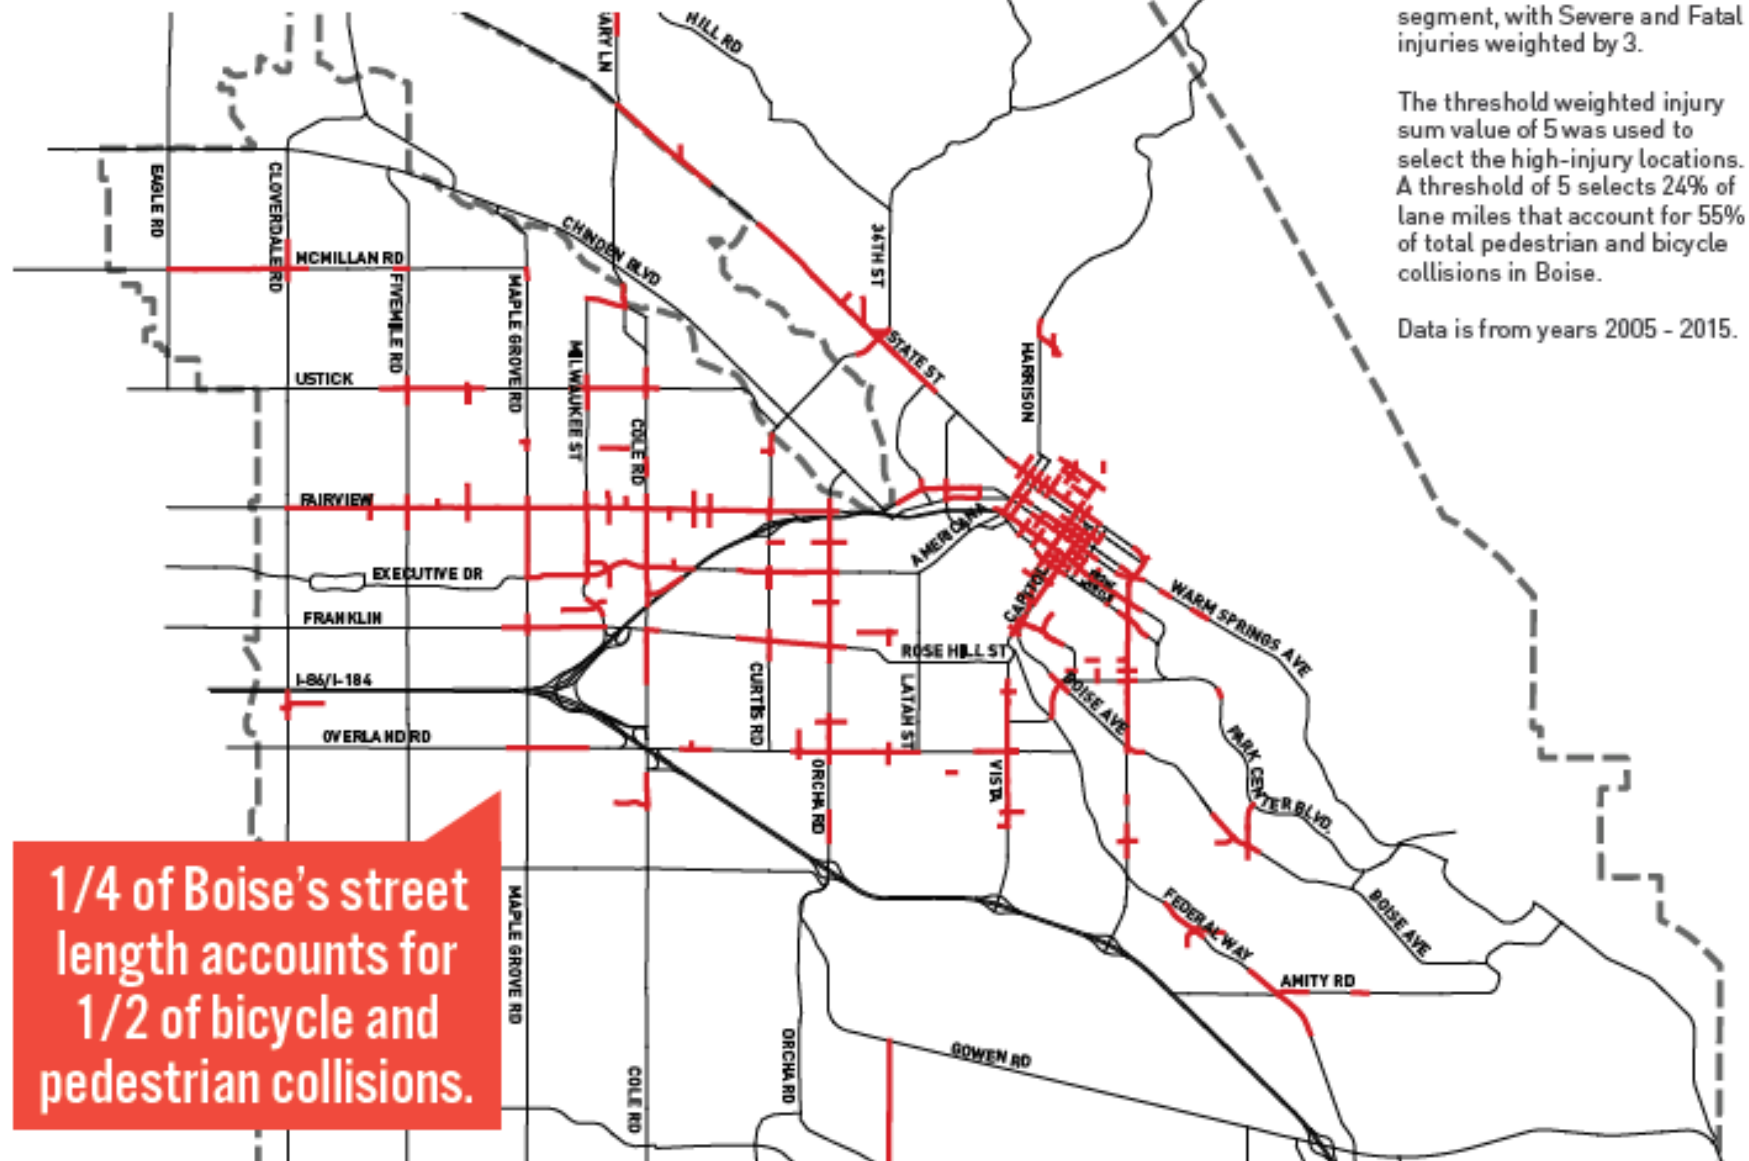 segment, with Severe and Fatal
injuries weighted by 3.
The threshold weighted injury
sum value of 5 was used to
select the high-injury locations.
A threshold of 5 selects 24% of
lane miles that account for 55%
of total pedestrian and bicycle
collisions in Boise.
Data is from years 2005 - 2015.
ARY LN
HILL RD
EAGLE RD
CLOVERDALE RD
MCMILLAN RD
FIVEMILE RD
MAPLE GROVE RD
CHINDEN BLVD
36TH ST
STATE ST
HARRISON
USTICK
MILWAUKEE ST
COLE RD
FAIRVIEW
AMERICANA
EXECUTIVE DR
CAPITOL
WARM SPRINGS AVE
FRANKLIN
ROSE HILL ST
I-86/I-184
CURTIS RD
LATAH ST
BOISE AVE
OVERLAND RD
ORCHARD
VISTA
PARK CENTER BLVD.
1/4 of Boise's street
length accounts for
1/2 of bicycle and
pedestrian collisions.
MAPLE GROVE RD
FEDERAL WAY
BOISE AVE
AMITY RD
ORCHARD
GOWEN RD
COLE RD